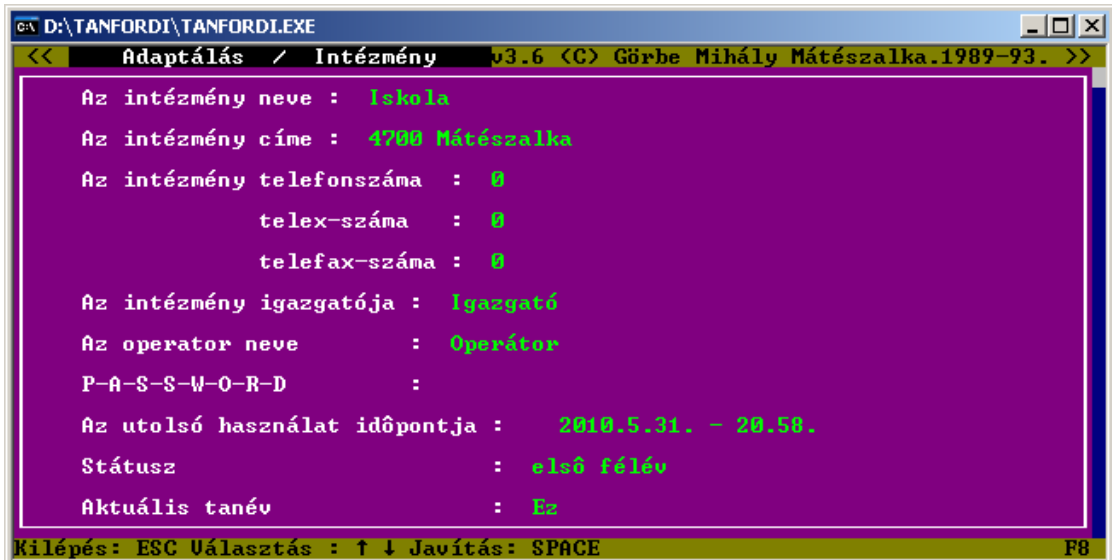 D:\TANFORDI\TANFORDI.EXE
<< Adaptálás / Intézmény v3.6 (C) Görbe Mihály Mátészalka.1989-93. >>
Az intézmény neve : Iskola
Az intézmény címe : 4700 Mátészalka
Az intézmény telefonszáma : 0
telex-száma : 0
telefax-száma : 0
Az intézmény igazgatója : Igazgató
Az operator neve : Operátor
P-A-S-S-W-O-R-D :
Az utolsó használat idôpontja : 2010.5.31. - 20.58.
Státusz : elsô félév
Aktuális tanév : Ez
Kilépés: ESC Választás : ↑ ↓ Javítás: SPACE F8